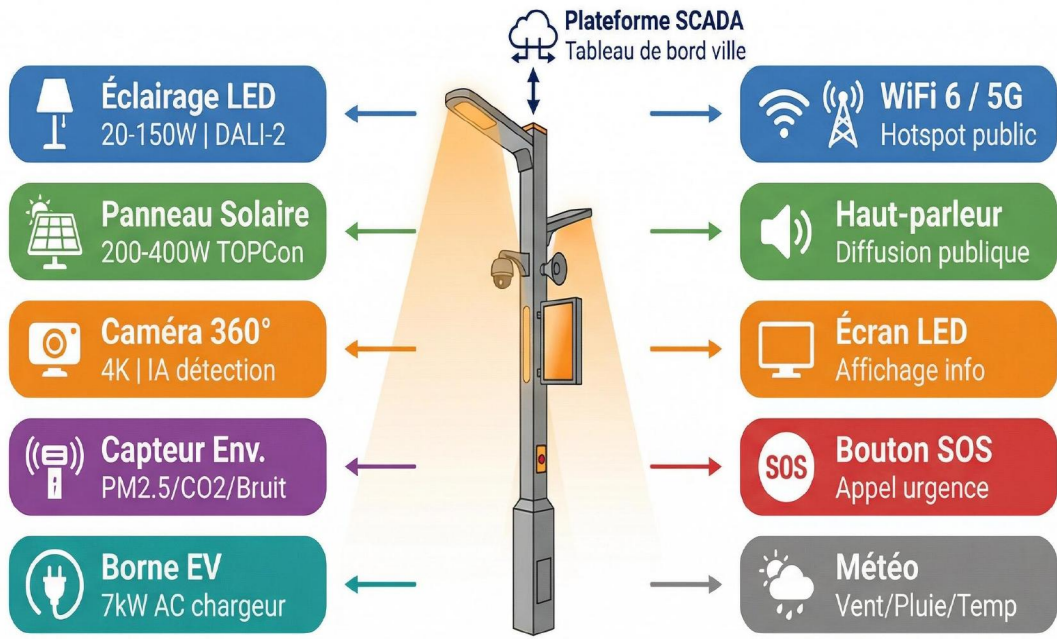 Plateforme SCADA
Tableau de bord ville
Éclairage LED
20-150W | DALI-2
Panneau Solaire
200-400W TOPCon
Caméra 360°
4K | IA détection
Capteur Env.
PM2.5/CO2/Bruit
Borne EV
7kW AC chargeur
WiFi 6 / 5G
Hotspot public
Haut-parleur
Diffusion publique
Écran LED
Affichage info
SOS
Bouton SOS
Appel urgence
Météo
Vent/Pluie/Temp